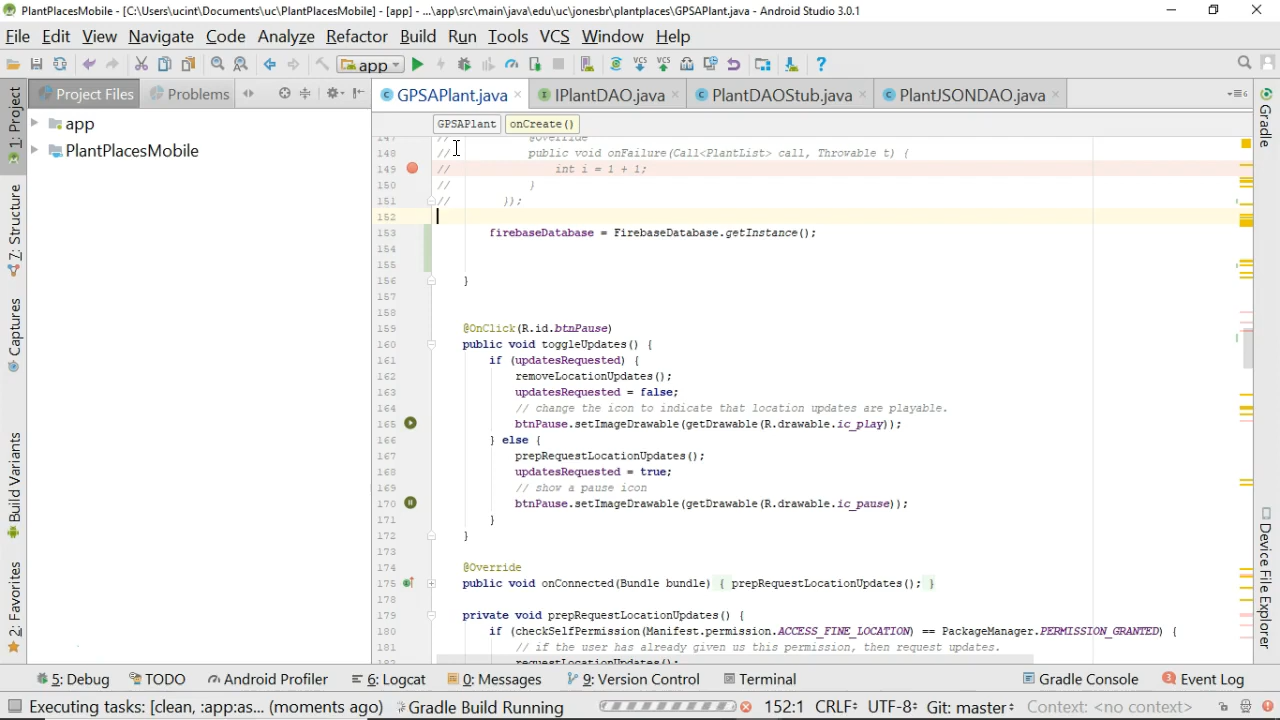 PlantPlacesMobile - [C:\Users\ucint\Documents\uc\PlantPlacesMobile] - [app] - ...\app\src\main\java\edu\uc\jonesbr\plantplaces\GPSAPlant.java - Android Studio 3.0.1
File Edit View Navigate Code Analyze Refactor Build Run Tools VCS Window Help
app
VCS VCS
1: Project
Project Files
Problems
GPSAPlant.java
IPlantDAO.java
PlantDAOStub.java
PlantJSONDAO.java
Gradle
app
PlantPlacesMobile
GPSAPlant onCreate()
147 // @Override
148 // public void onFailure(Call<PlantList> call, Throwable t) {
149 // int i = 1 + 1;
150 // }
151 // });
152
153 firebaseDatabase = FirebaseDatabase.getInstance();
154
155
156 }
157
158
159 @OnClick(R.id.btnPause)
160 public void toggleUpdates() {
161 if (updatesRequested) {
162 removeLocationUpdates();
163 updatesRequested = false;
164 // change the icon to indicate that location updates are playable.
165 btnPause.setImageDrawable(getDrawable(R.drawable.ic_play));
166 } else {
167 prepRequestLocationUpdates();
168 updatesRequested = true;
169 // show a pause icon
170 btnPause.setImageDrawable(getDrawable(R.drawable.ic_pause));
171 }
172 }
173
174 @Override
175 public void onConnected(Bundle bundle) { prepRequestLocationUpdates(); }
178
179 private void prepRequestLocationUpdates() {
180 if (checkSelfPermission(Manifest.permission.ACCESS_FINE_LOCATION) == PackageManager.PERMISSION_GRANTED) {
181 // if the user has already given us this permission, then request updates.
182 requestLocationUpdates();
7: Structure
Captures
Build Variants
2: Favorites
Device File Explorer
5: Debug TODO Android Profiler 6: Logcat 0: Messages 9: Version Control Terminal Gradle Console 3 Event Log
Executing tasks: [clean, :app:as... (moments ago) Gradle Build Running 152:1 CRLF÷ UTF-8÷ Git: master÷ Context: <no context>